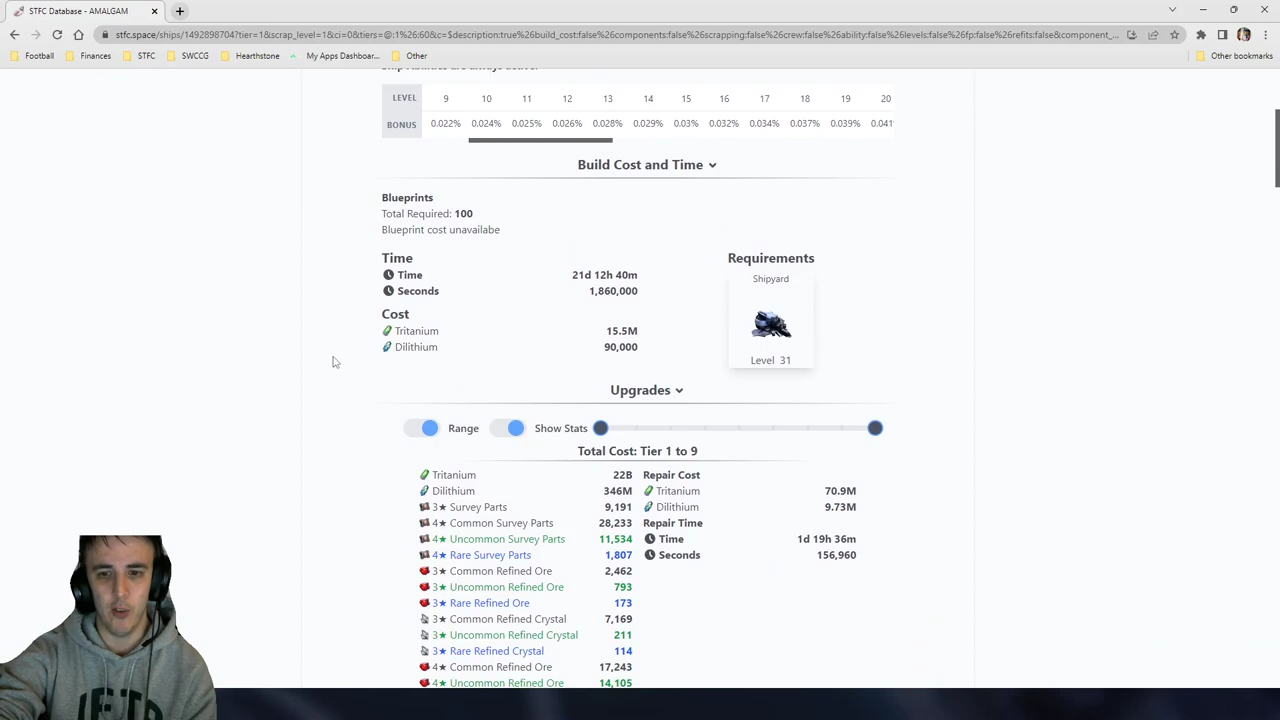 STFC Database - AMALGAM
stfc.space/ships/1492898704?tier=1&scrap_level=1&ci=0&tiers=@:1%26:60&c=$description:true%26build_cost:false%26components:false%26scrapping:false%26crew:false%26ability:false%26levels:false%26fp:false%26refits:false&component_...
Football Finances STFC SWCCG Hearthstone My Apps Dashboar... Other Other bookmarks
LEVEL 9 10 11 12 13 14 15 16 17 18 19 20
BONUS 0.022% 0.024% 0.025% 0.026% 0.028% 0.029% 0.03% 0.032% 0.034% 0.037% 0.039% 0.041
Build Cost and Time
Blueprints
Total Required: 100
Blueprint cost unavailabe
Time Requirements
Time 21d 12h 40m Shipyard
Seconds 1,860,000
Cost
Tritanium 15.5M
Dilithium 90,000
Level 31
Upgrades
Range Show Stats
Total Cost: Tier 1 to 9
Tritanium 22B Repair Cost
Dilithium 346M Tritanium 70.9M
3★ Survey Parts 9,191 Dilithium 9.73M
4★ Common Survey Parts 28,233 Repair Time
4★ Uncommon Survey Parts 11,534 Time 1d 19h 36m
4★ Rare Survey Parts 1,807 Seconds 156,960
3★ Common Refined Ore 2,462
3★ Uncommon Refined Ore 793
3★ Rare Refined Ore 173
3★ Common Refined Crystal 7,169
3★ Uncommon Refined Crystal 211
3★ Rare Refined Crystal 114
4★ Common Refined Ore 17,243
4★ Uncommon Refined Ore 14,105